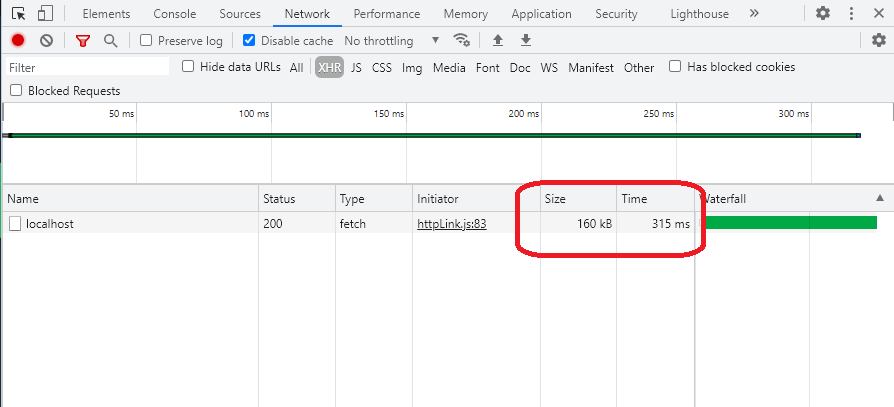 Elements Console Sources Network Performance Memory Application Security Lighthouse »
Preserve log Disable cache No throttling
Filter Hide data URLs All XHR JS CSS Img Media Font Doc WS Manifest Other Has blocked cookies
Blocked Requests
50 ms 100 ms 150 ms 200 ms 250 ms 300 ms
Name Status Type Initiator Size Time Waterfall
localhost 200 fetch httpLink.js:83 160 kB 315 ms